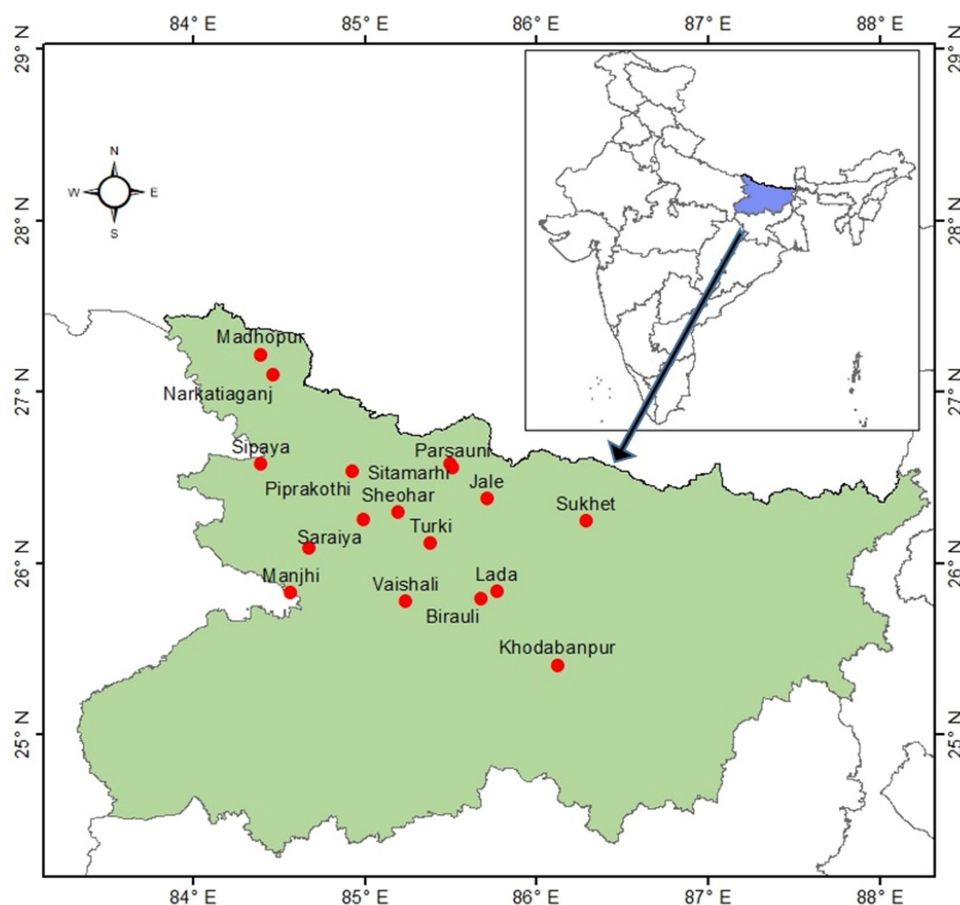 84° E 85° E 86° E 87° E 88° E
29° N 29° N
N
W E
S
28° N 28° N
Madhopur
27° N 27° N
Narkatiaganj
Sipaya Parsauni
Piprakothi Sitamarhi Jale
Sheohar Sukhet
Saraiya Turki
26° N 26° N
Manjhi Vaishali Lada
Birauli
Khodabanpur
25° N 25° N
84° E 85° E 86° E 87° E 88° E